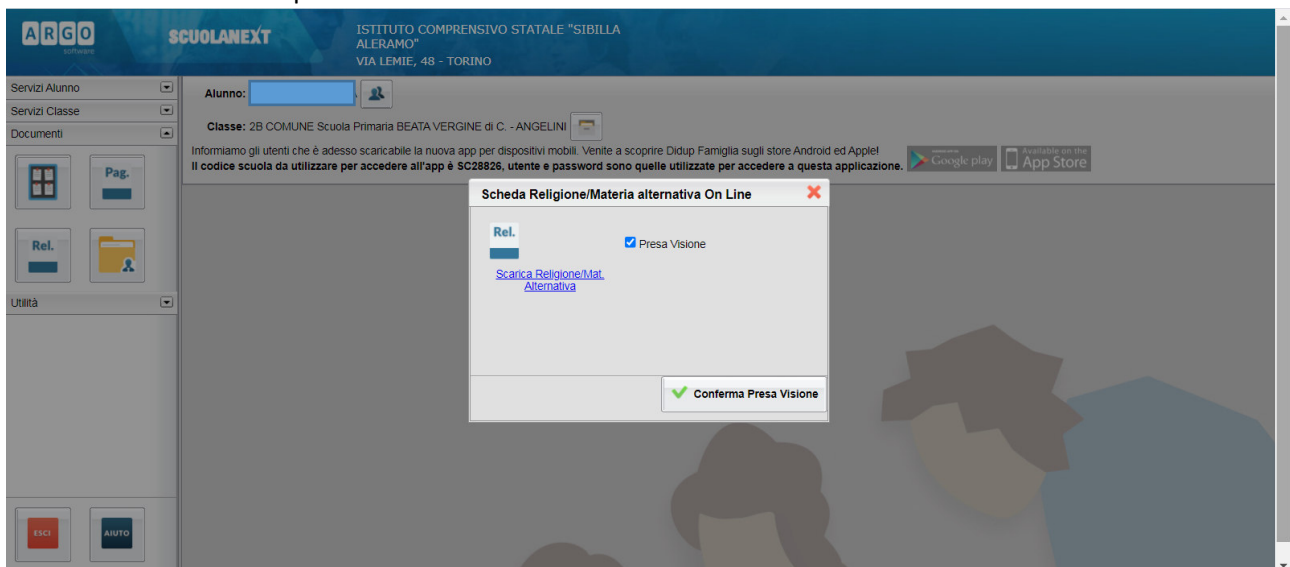 ARGO
software
SCUOLANEXT
ISTITUTO COMPRENSIVO STATALE "SIBILLA
ALERAMO"
VIA LEMIE, 48 - TORINO
Servizi Alunno
Servizi Classe
Documenti
Pag.
Rel.
Utilità
ESCI
AIUTO
Alunno:
Classe: 2B COMUNE Scuola Primaria BEATA VERGINE di C. - ANGELINI
Informiamo gli utenti che è adesso scaricabile la nuova app per dispositivi mobili. Venite a scoprire Didup Famiglia sugli store Android ed Apple!
Il codice scuola da utilizzare per accedere all'app è SC28826, utente e password sono quelle utilizzate per accedere a questa applicazione.
Google play
Available on the
App Store
Scheda Religione/Materia alternativa On Line
Rel.
Presa Visione
Scarica Religione/Mat.
Alternativa
Conferma Presa Visione